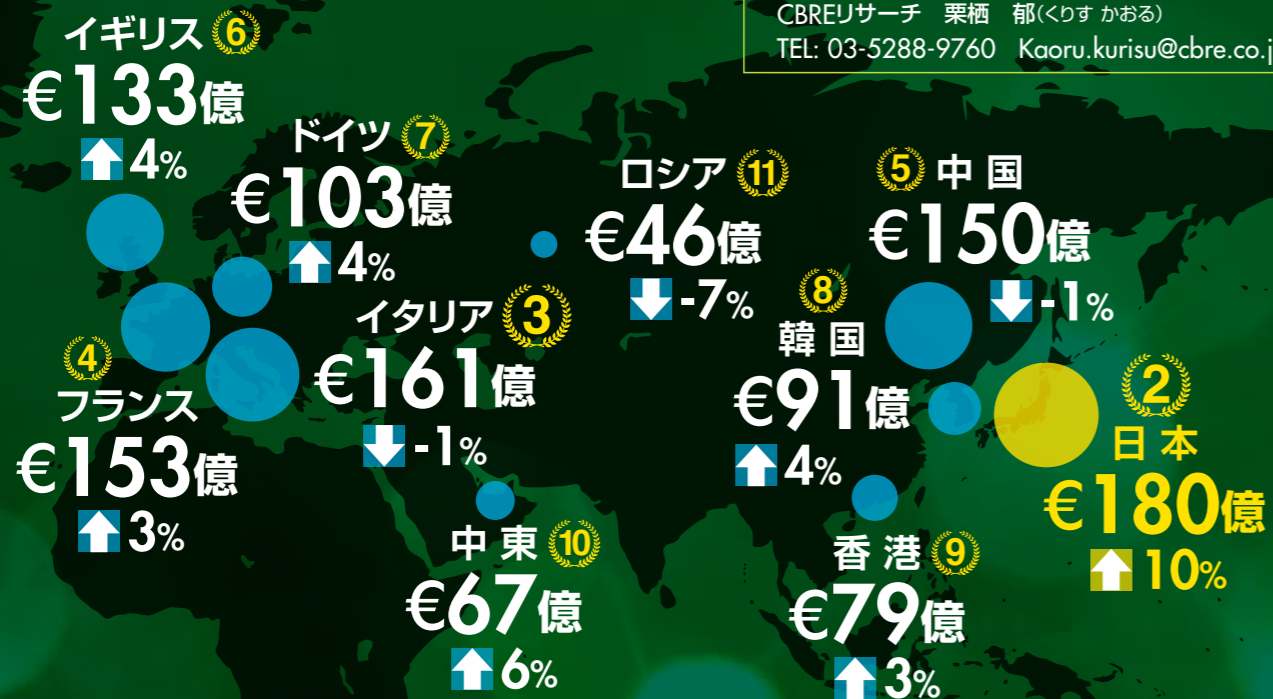 CBREリサーチ 栗栖 郁(くりす かおる)
TEL: 03-5288-9760 Kaoru.kurisu@cbre.co.j
イギリス 6
€133億
4%
ドイツ 7
€103億
4%
ロシア 11
€46億
-7%
5 中国
€150億
-1%
イタリア 3
€161億
-1%
8
韓国
€91億
4%
4
フランス
€153億
3%
2
日本
€180億
10%
中東 10
€67億
6%
香港 9
€79億
3%